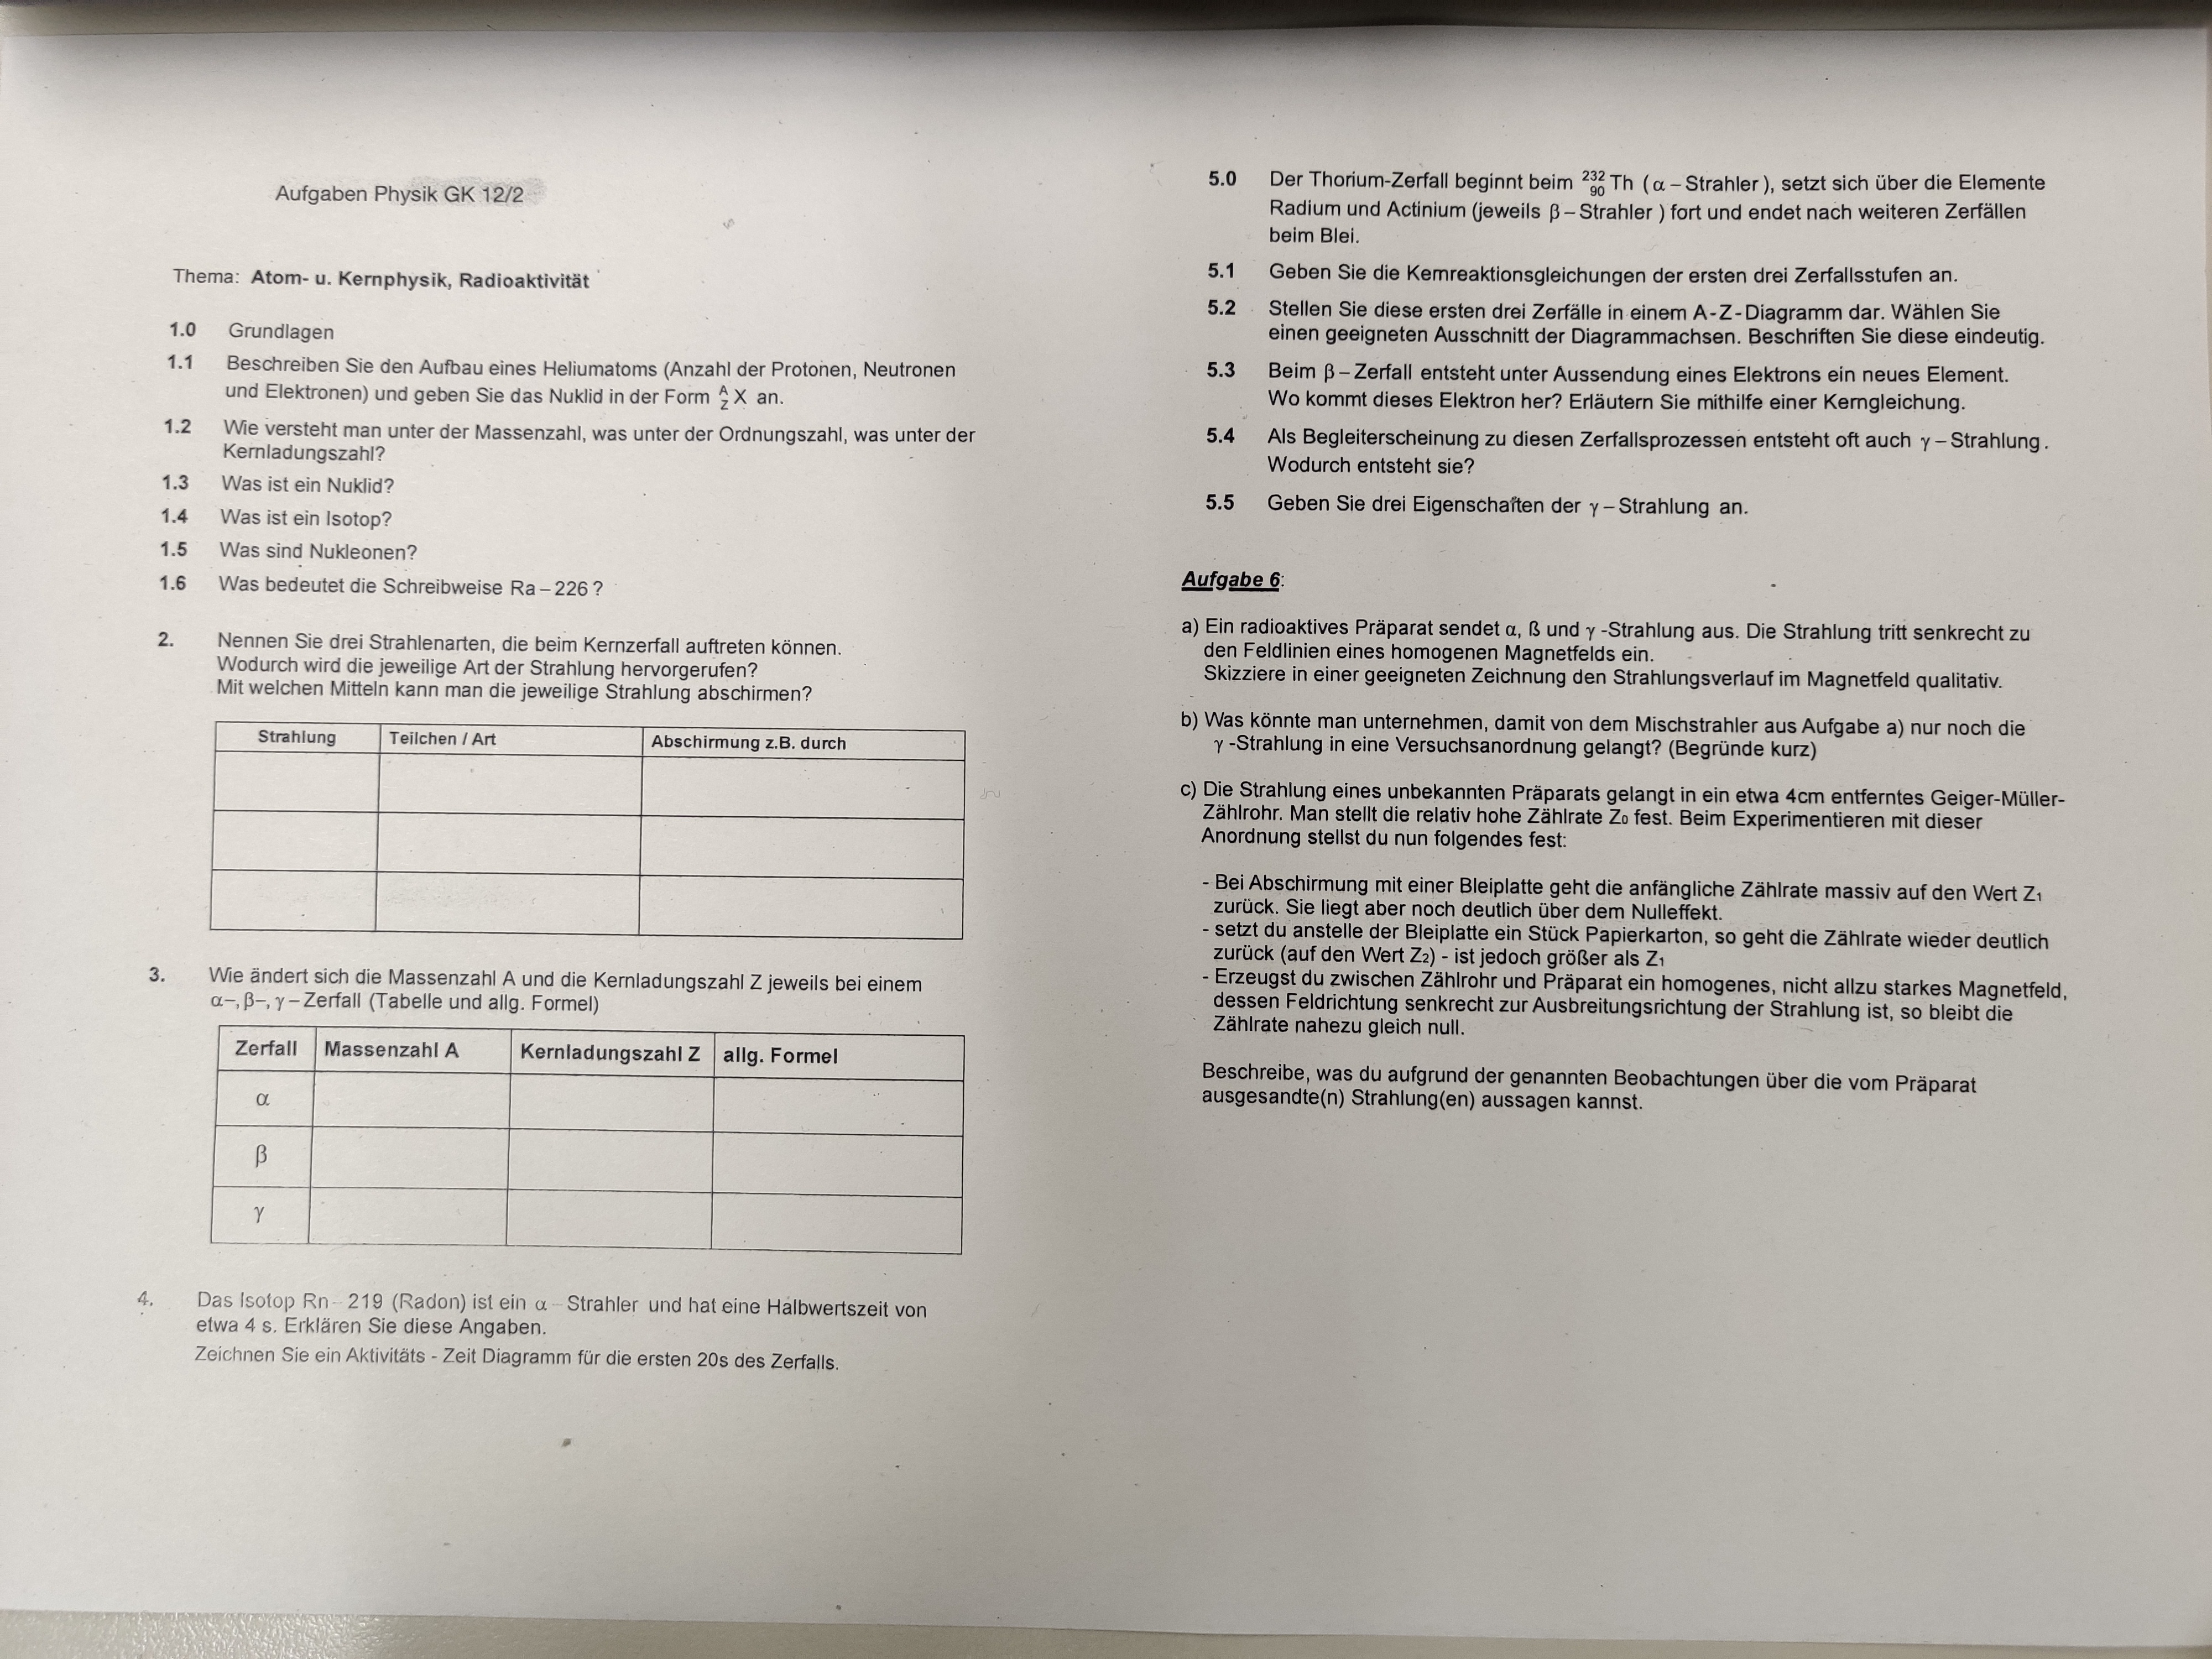 Aufgaben Physik GK 12/2
Thema: Atom- u. Kernphysik, Radioaktivität
1.0 Grundlagen
1.1 Beschreiben Sie den Aufbau eines Heliumatoms (Anzahl der Protonen, Neutronen
und Elektronen) und geben Sie das Nuklid in der Form ᴬ_Z X an.
1.2 Wie versteht man unter der Massenzahl, was unter der Ordnungszahl, was unter der
Kernladungszahl?
1.3 Was ist ein Nuklid?
1.4 Was ist ein Isotop?
1.5 Was sind Nukleonen?
1.6 Was bedeutet die Schreibweise Ra – 226 ?
2. Nennen Sie drei Strahlenarten, die beim Kernzerfall auftreten können.
Wodurch wird die jeweilige Art der Strahlung hervorgerufen?
Mit welchen Mitteln kann man die jeweilige Strahlung abschirmen?
Strahlung Teilchen / Art Abschirmung z.B. durch
3. Wie ändert sich die Massenzahl A und die Kernladungszahl Z jeweils bei einem
α–, β–, γ – Zerfall (Tabelle und allg. Formel)
Zerfall Massenzahl A Kernladungszahl Z allg. Formel
α
β
γ
4. Das Isotop Rn – 219 (Radon) ist ein α – Strahler und hat eine Halbwertszeit von
etwa 4 s. Erklären Sie diese Angaben.
Zeichnen Sie ein Aktivitäts - Zeit Diagramm für die ersten 20s des Zerfalls.
5.0 Der Thorium-Zerfall beginnt beim ²³²₉₀Th ( α – Strahler ), setzt sich über die Elemente
Radium und Actinium (jeweils β – Strahler ) fort und endet nach weiteren Zerfällen
beim Blei.
5.1 Geben Sie die Kernreaktionsgleichungen der ersten drei Zerfallsstufen an.
5.2 Stellen Sie diese ersten drei Zerfälle in einem A - Z - Diagramm dar. Wählen Sie
einen geeigneten Ausschnitt der Diagrammachsen. Beschriften Sie diese eindeutig.
5.3 Beim β – Zerfall entsteht unter Aussendung eines Elektrons ein neues Element.
Wo kommt dieses Elektron her? Erläutern Sie mithilfe einer Kerngleichung.
5.4 Als Begleiterscheinung zu diesen Zerfallsprozessen entsteht oft auch γ – Strahlung .
Wodurch entsteht sie?
5.5 Geben Sie drei Eigenschaften der γ – Strahlung an.
Aufgabe 6:
a) Ein radioaktives Präparat sendet α, ß und γ -Strahlung aus. Die Strahlung tritt senkrecht zu
den Feldlinien eines homogenen Magnetfelds ein.
Skizziere in einer geeigneten Zeichnung den Strahlungsverlauf im Magnetfeld qualitativ.
b) Was könnte man unternehmen, damit von dem Mischstrahler aus Aufgabe a) nur noch die
γ -Strahlung in eine Versuchsanordnung gelangt? (Begründe kurz)
c) Die Strahlung eines unbekannten Präparats gelangt in ein etwa 4cm entferntes Geiger-Müller-
Zählrohr. Man stellt die relativ hohe Zählrate Z₀ fest. Beim Experimentieren mit dieser
Anordnung stellst du nun folgendes fest:
- Bei Abschirmung mit einer Bleiplatte geht die anfängliche Zählrate massiv auf den Wert Z₁
zurück. Sie liegt aber noch deutlich über dem Nulleffekt.
- setzt du anstelle der Bleiplatte ein Stück Papierkarton, so geht die Zählrate wieder deutlich
zurück (auf den Wert Z₂) - ist jedoch größer als Z₁
- Erzeugst du zwischen Zählrohr und Präparat ein homogenes, nicht allzu starkes Magnetfeld,
dessen Feldrichtung senkrecht zur Ausbreitungsrichtung der Strahlung ist, so bleibt die
Zählrate nahezu gleich null.
Beschreibe, was du aufgrund der genannten Beobachtungen über die vom Präparat
ausgesandte(n) Strahlung(en) aussagen kannst.